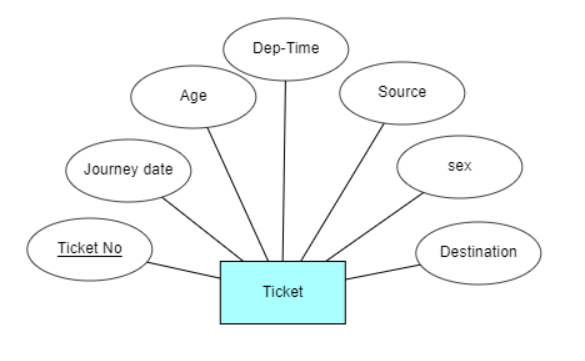 Dep-Time
Age
Source
Journey date
sex
Ticket No
Destination
Ticket